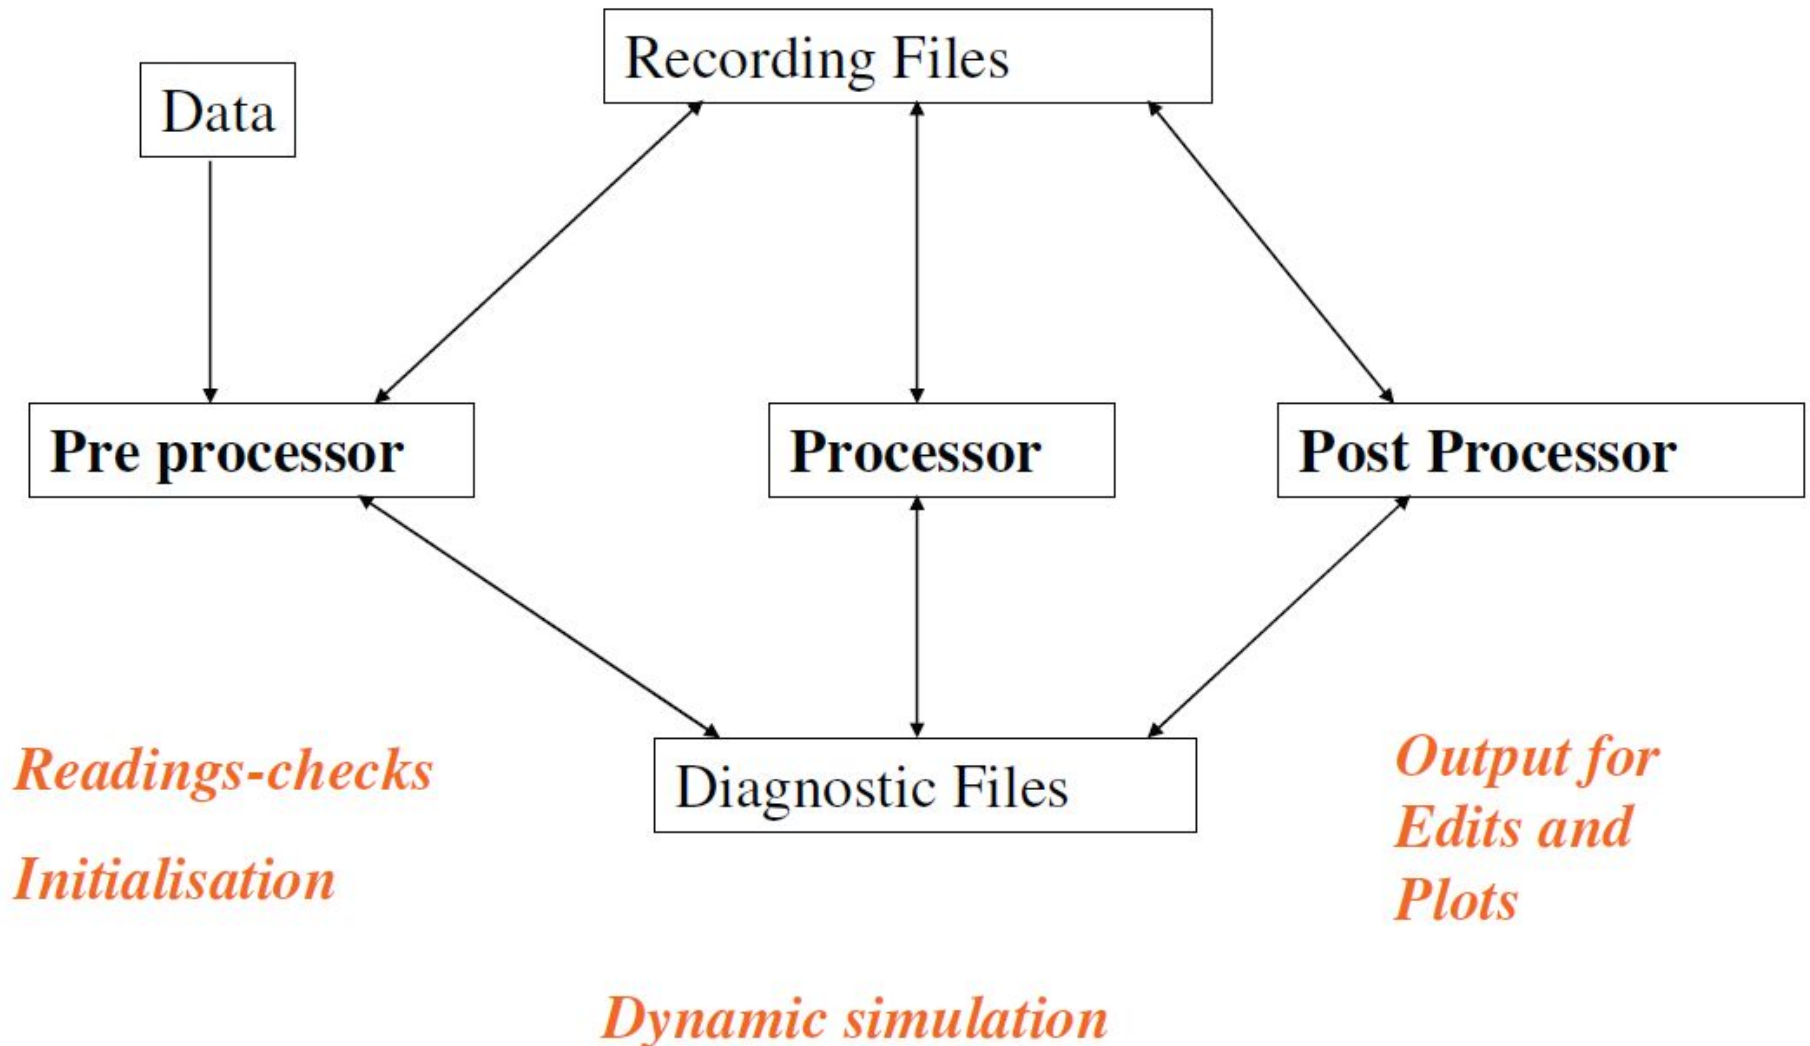 Recording Files
Data
Pre processor
Processor
Post Processor
Readings-checks
Initialisation
Diagnostic Files
Output for
Edits and
Plots
Dynamic simulation